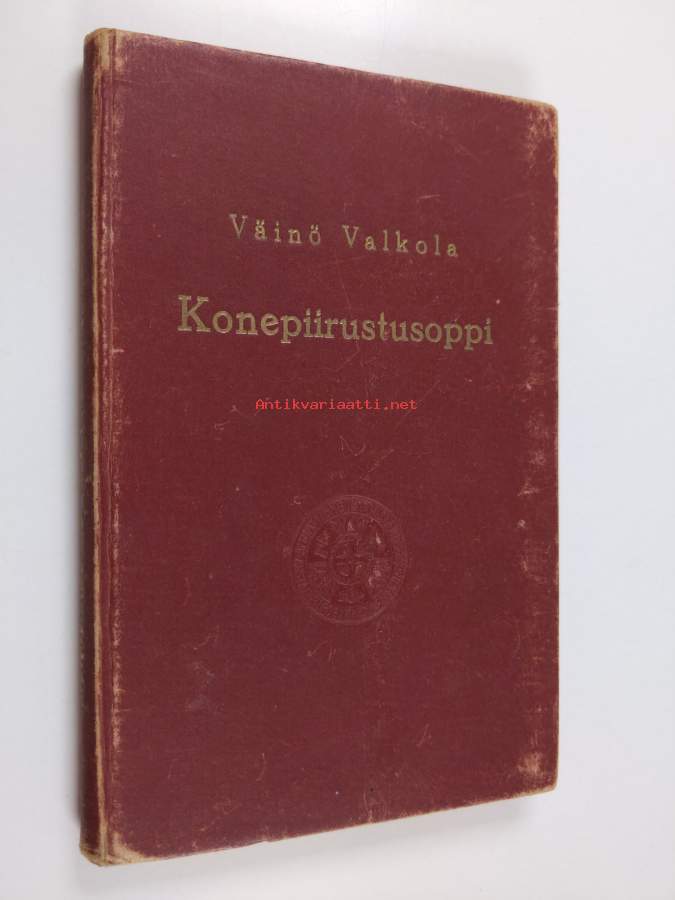 Väinö Valkola
Konepiirustusoppi
Antikvariaatti.net